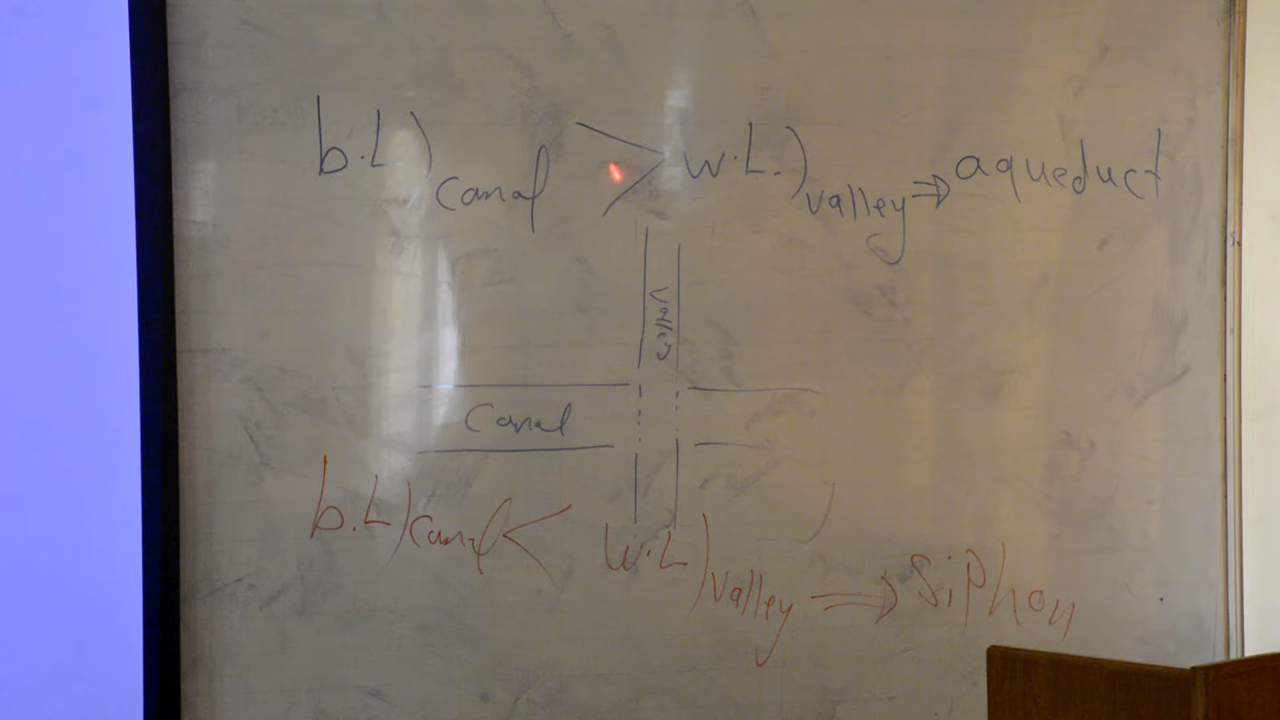 b.L)canal > w.L.)valley ⇒ aqueduct
valley
Canal
b.L)canal < w.L)valley ⇒ SiPhon